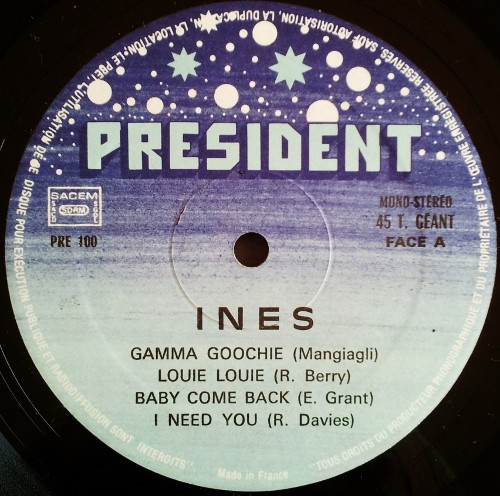 DROITS DU PRODUCTEUR PHONOGRAPHIQUE ET DU PROPRIÉTAIRE DE L'ŒUVRE ENREGISTRÉE RÉSERVÉS, SAUF AUTORISATION, LA DUPLICATION, LA LOCATION, LE PRÊT, L'UTILISATION DE CE DISQUE POUR EXÉCUTION PUBLIQUE ET RADIODIFFUSION SONT INTERDITS"
"TOUS
PRESIDENT
SACEM
SDRM
PRE 100
MONO-STÉRÉO
45 T. GÉANT
FACE A
INES
GAMMA GOOCHIE (Mangiagli)
LOUIE LOUIE (R. Berry)
BABY COME BACK (E. Grant)
I NEED YOU (R. Davies)
Made in France